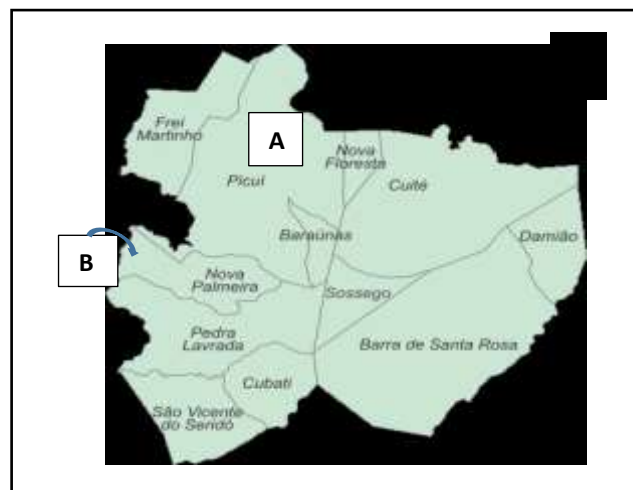 Frei
Martinho
A
Picuí
Nova
Floresta
Cuité
Baraúnas
Damião
B
Nova
Palmeira
Sossego
Pedra
Lavrada
Barra de Santa Rosa
Cubati
São Vicente
do Seridó